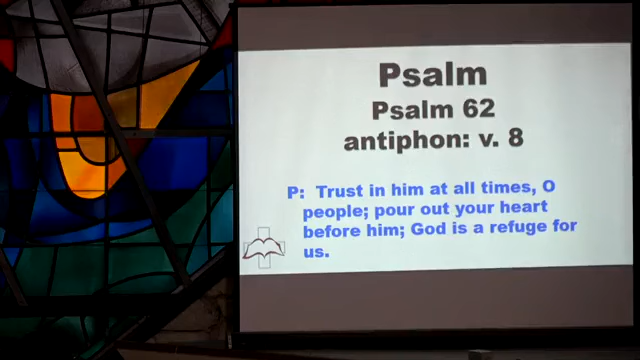 Psalm
Psalm 62
antiphon: v. 8
P: Trust in him at all times, O
people; pour out your heart
before him; God is a refuge for
us.